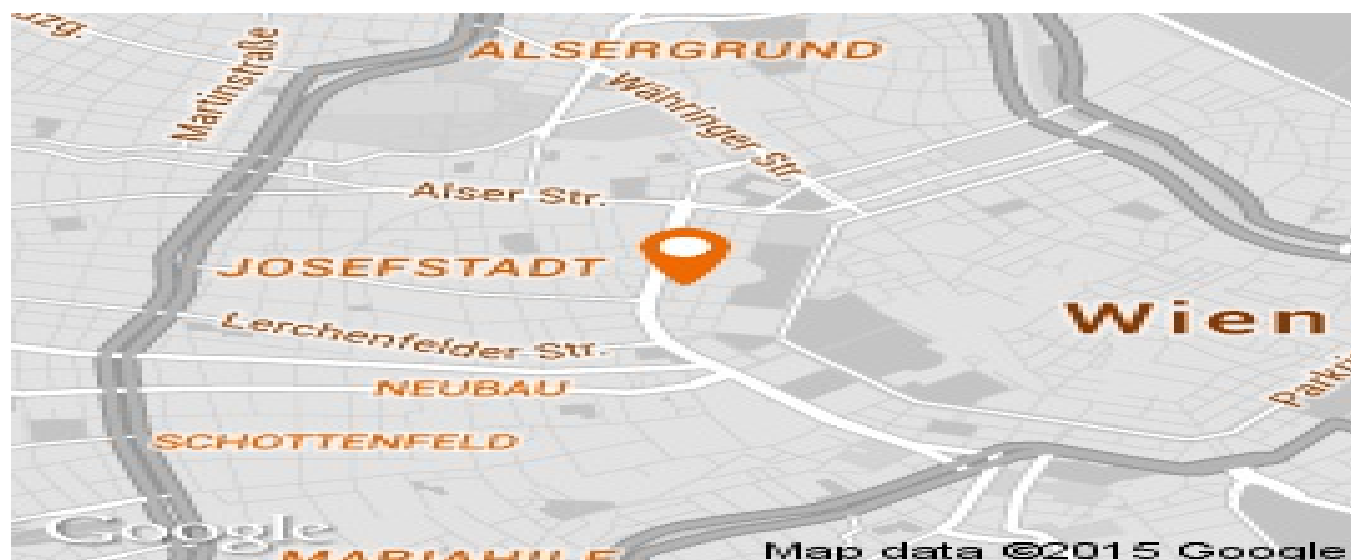 Martinstraße
ALSERGRUND
Währinger Str.
Alser Str.
JOSEFSTADT
Lerchenfelder Str.
Wien
NEUBAU
SCHOTTENFELD
Google
Map data ©2015 Google